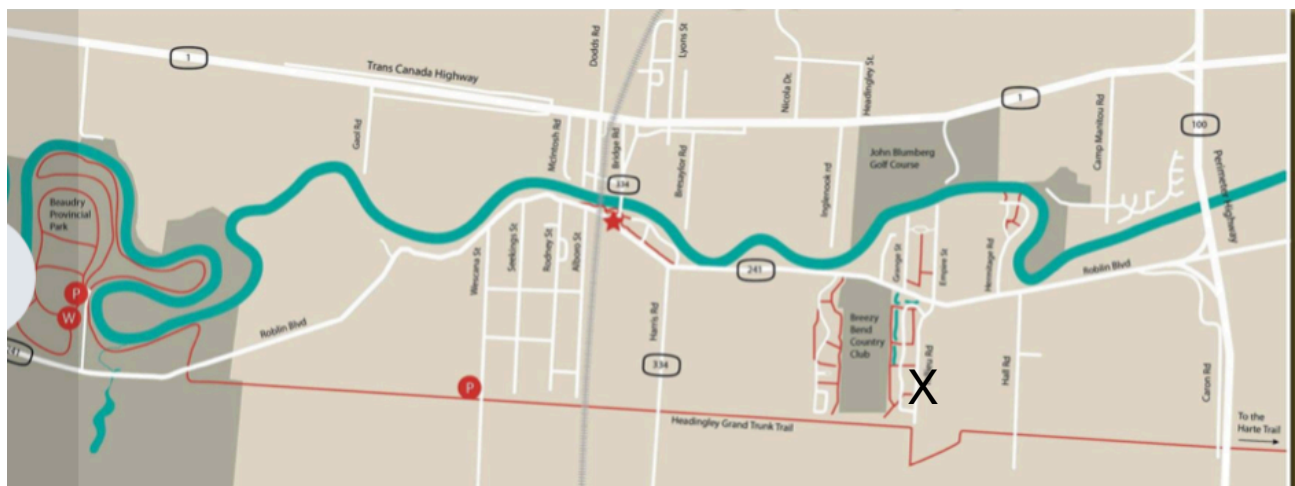 1
Trans Canada Highway
Dodds Rd
Lyons St
Nicola Dr.
Headingley St.
1
Camp Manitou Rd
100
Perimeter Highway
Gaol Rd
McIntosh Rd
Bridge Rd
334
Bresaylor Rd
Inglenook rd
John Blumberg
Golf Course
Beaudry
Provincial
Park
P
W
Roblin Blvd
Wescana St
Seekings St
Rodney St
Alboro St
241
Harris Rd
334
Grange St
Empire St
Hermitage Rd
Roblin Blvd
Breezy
Bend
Country
Club
Rd
X
Hall Rd
Caron Rd
P
Headingley Grand Trunk Trail
To the
Harte Trail